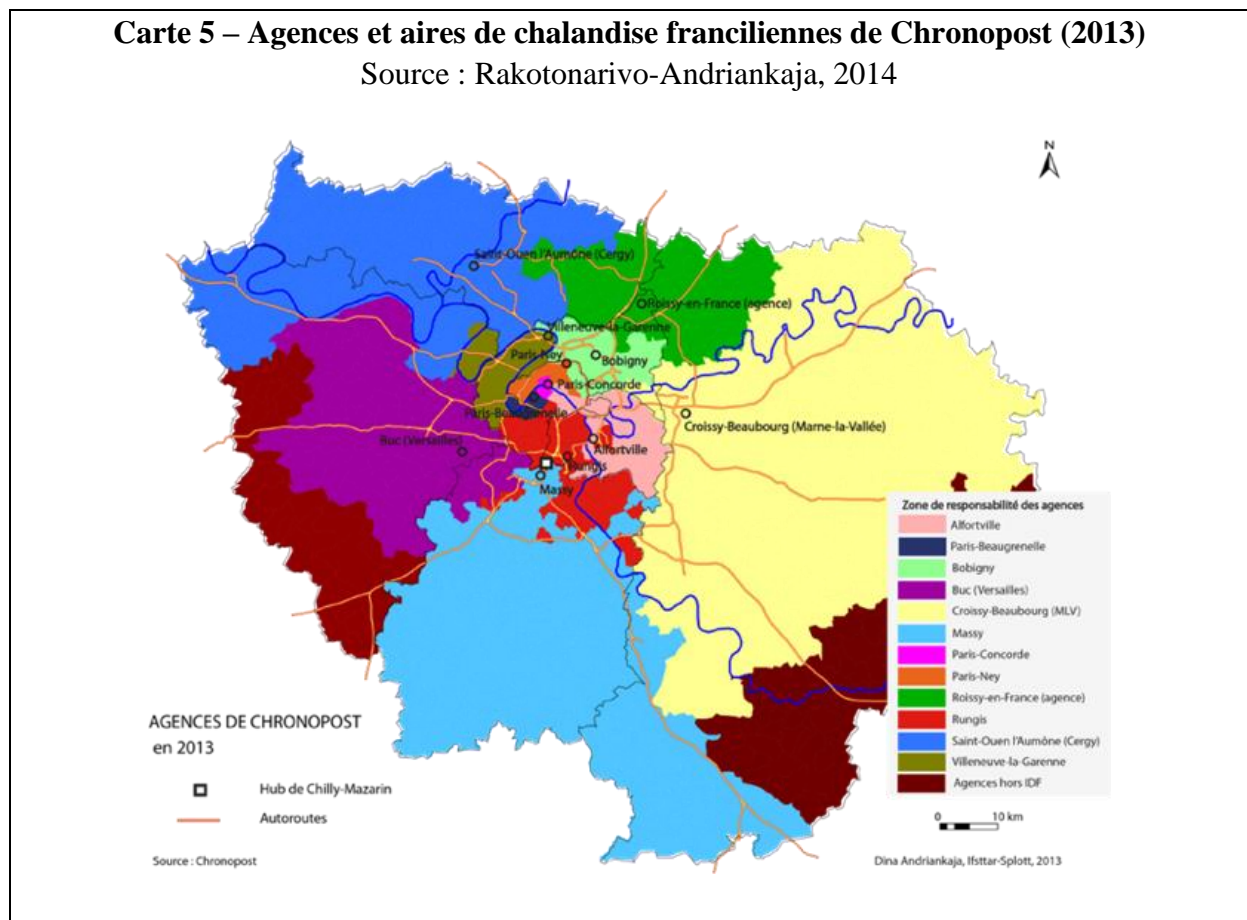 Carte 5 – Agences et aires de chalandise franciliennes de Chronopost (2013)
Source : Rakotonarivo-Andriankaja, 2014
N
Saint-Ouen l'Aumône (Cergy)
Roissy-en-France (agence)
Villeneuve-la-Garenne
Paris-Ney
Bobigny
Paris-Concorde
Paris-Beaugrenelle
Croissy-Beaubourg (Marne-la-Vallée)
Buc (Versailles)
Alfortville
Rungis
Massy
Zone de responsabilité des agences
Alfortville
Paris-Beaugrenelle
Bobigny
Buc (Versailles)
Croissy-Beaubourg (MLV)
Massy
Paris-Concorde
Paris-Ney
Roissy-en-France (agence)
Rungis
Saint-Ouen l'Aumône (Cergy)
Villeneuve-la-Garenne
Agences hors IDF
AGENCES DE CHRONOPOST
en 2013
Hub de Chilly-Mazarin
Autoroutes
0 10 km
Source : Chronopost
Dina Andriankaja, Ifsttar-Splott, 2013